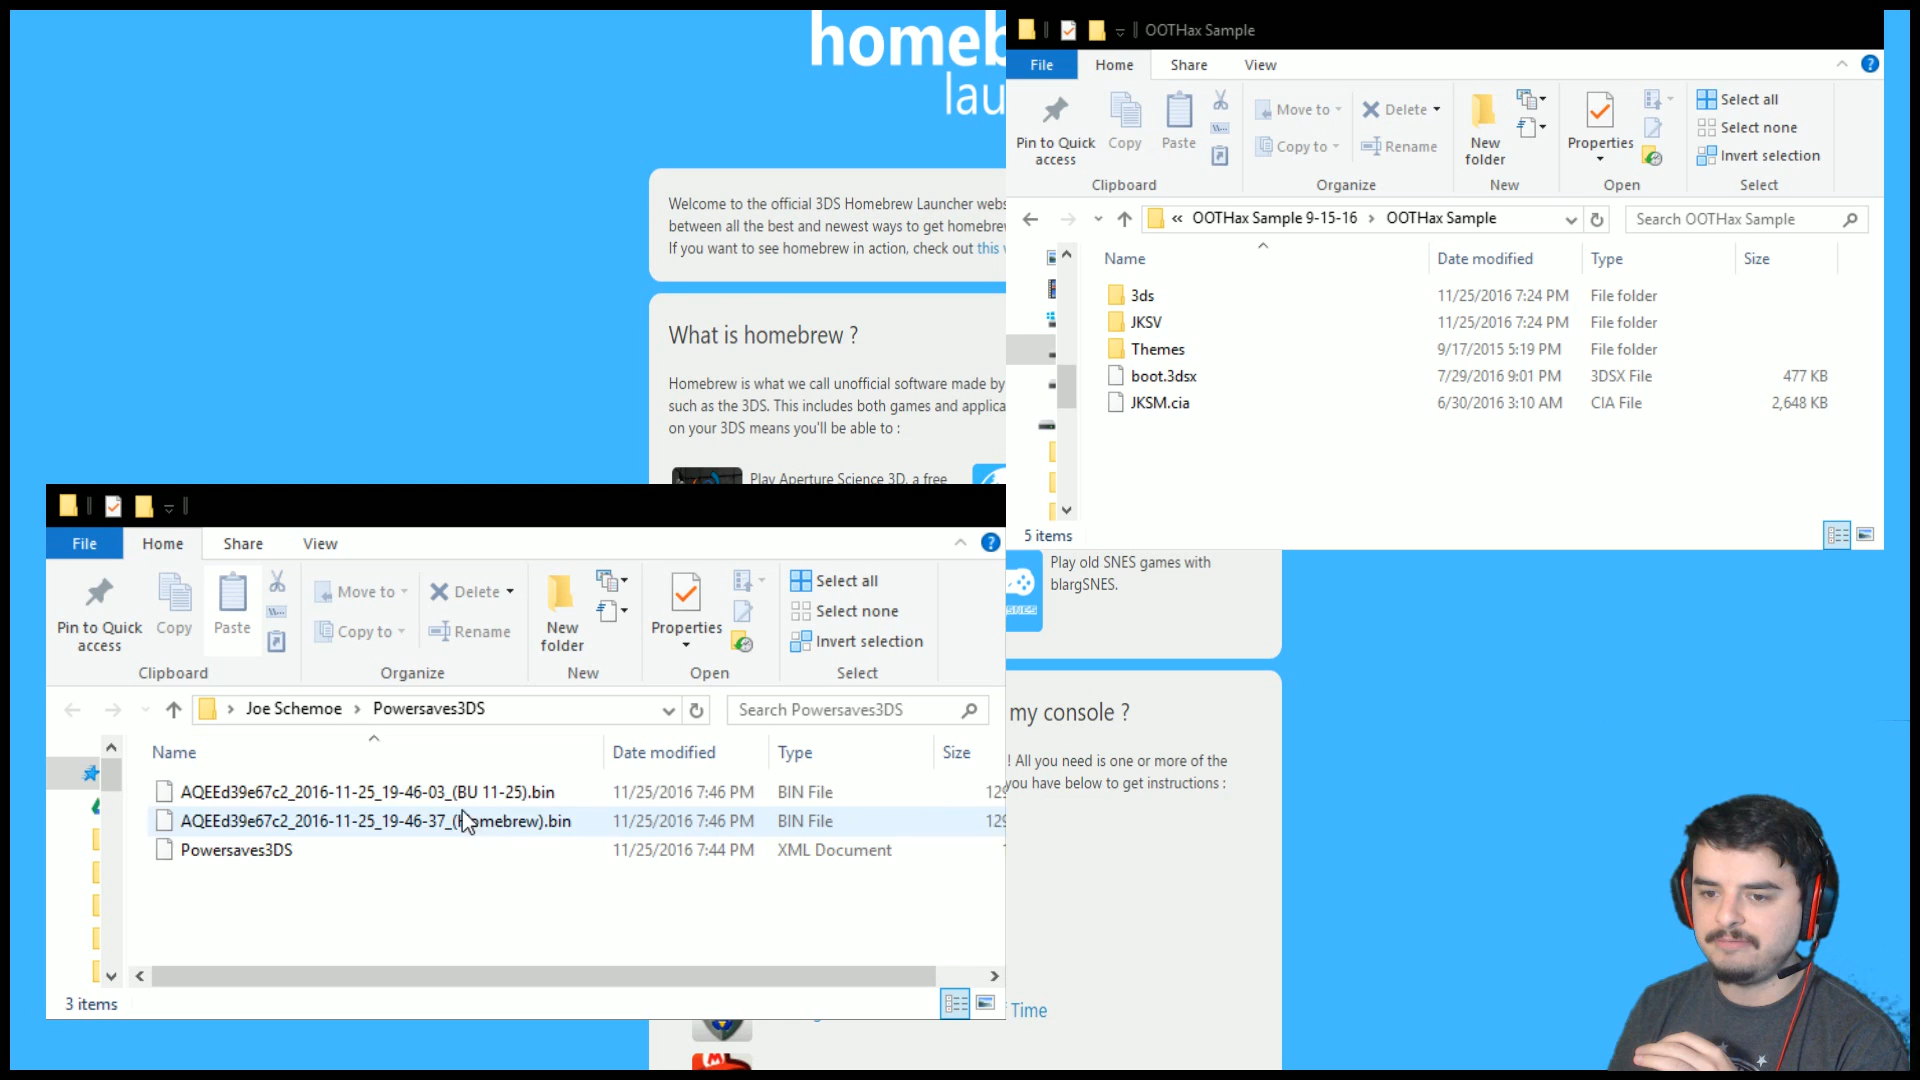 homeb
lau
Welcome to the official 3DS Homebrew Launcher webs
between all the best and newest ways to get homebrew
If you want to see homebrew in action, check out this v
What is homebrew ?
Homebrew is what we call unofficial software made by
such as the 3DS. This includes both games and applica
on your 3DS means you'll be able to :
Play Aperture Science 3D, a free
OOTHax Sample
File Home Share View
Pin to Quick access
Copy
Paste
Move to
Copy to
Delete
Rename
New folder
Properties
Select all
Select none
Invert selection
Clipboard Organize New Open Select
« OOTHax Sample 9-15-16 > OOTHax Sample
Search OOTHax Sample
Name Date modified Type Size
3ds 11/25/2016 7:24 PM File folder
JKSV 11/25/2016 7:24 PM File folder
Themes 9/17/2015 5:19 PM File folder
boot.3dsx 7/29/2016 9:01 PM 3DSX File 477 KB
JKSM.cia 6/30/2016 3:10 AM CIA File 2,648 KB
5 items
File Home Share View
Pin to Quick access
Copy
Paste
Move to
Copy to
Delete
Rename
New folder
Properties
Select all
Select none
Invert selection
Clipboard Organize New Open Select
> Joe Schemoe > Powersaves3DS
Search Powersaves3DS
Name Date modified Type Size
AQEEd39e67c2_2016-11-25_19-46-03_(BU 11-25).bin 11/25/2016 7:46 PM BIN File 129
AQEEd39e67c2_2016-11-25_19-46-37_(Homebrew).bin 11/25/2016 7:46 PM BIN File 129
Powersaves3DS 11/25/2016 7:44 PM XML Document 1
3 items
SNES
Play old SNES games with
blargSNES.
my console ?
! All you need is one or more of the
you have below to get instructions :
Time